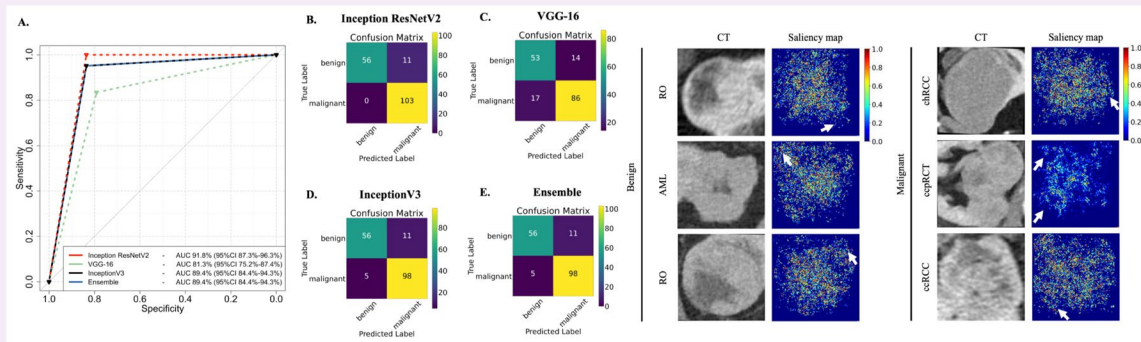 A.
Sensitivity
1.0
0.8
0.6
0.4
0.2
0.0
Inception ResNetV2 - AUC 91.8% (95%CI 87.3%-96.3%)
VGG-16 - AUC 81.3% (95%CI 75.2%-87.4%)
InceptionV3 - AUC 89.4% (95%CI 84.4%-94.3%)
Ensemble - AUC 89.4% (95%CI 84.4%-94.3%)
1.0 0.8 0.6 0.4 0.2 0.0
Specificity
B. Inception ResNetV2
Confusion Matrix
True Label
benign 56 11
malignant 0 103
benign malignant
Predicted Label
100
80
60
40
20
0
C. VGG-16
Confusion Matrix
True Label
benign 53 14
malignant 17 86
benign malignant
Predicted Label
80
60
40
20
D. InceptionV3
Confusion Matrix
True Label
benign 56 11
malignant 5 98
benign malignant
Predicted Label
80
60
40
20
E. Ensemble
Confusion Matrix
True Label
benign 56 11
malignant 5 98
benign malignant
Predicted Label
100
80
60
40
20
Benign
CT Saliency map
RO
AML
RO
1.0
0.8
0.6
0.4
0.2
0.0
Malignant
CT Saliency map
chRCC
ccpRCT
ccRCC
1.0
0.8
0.6
0.4
0.2
0.0